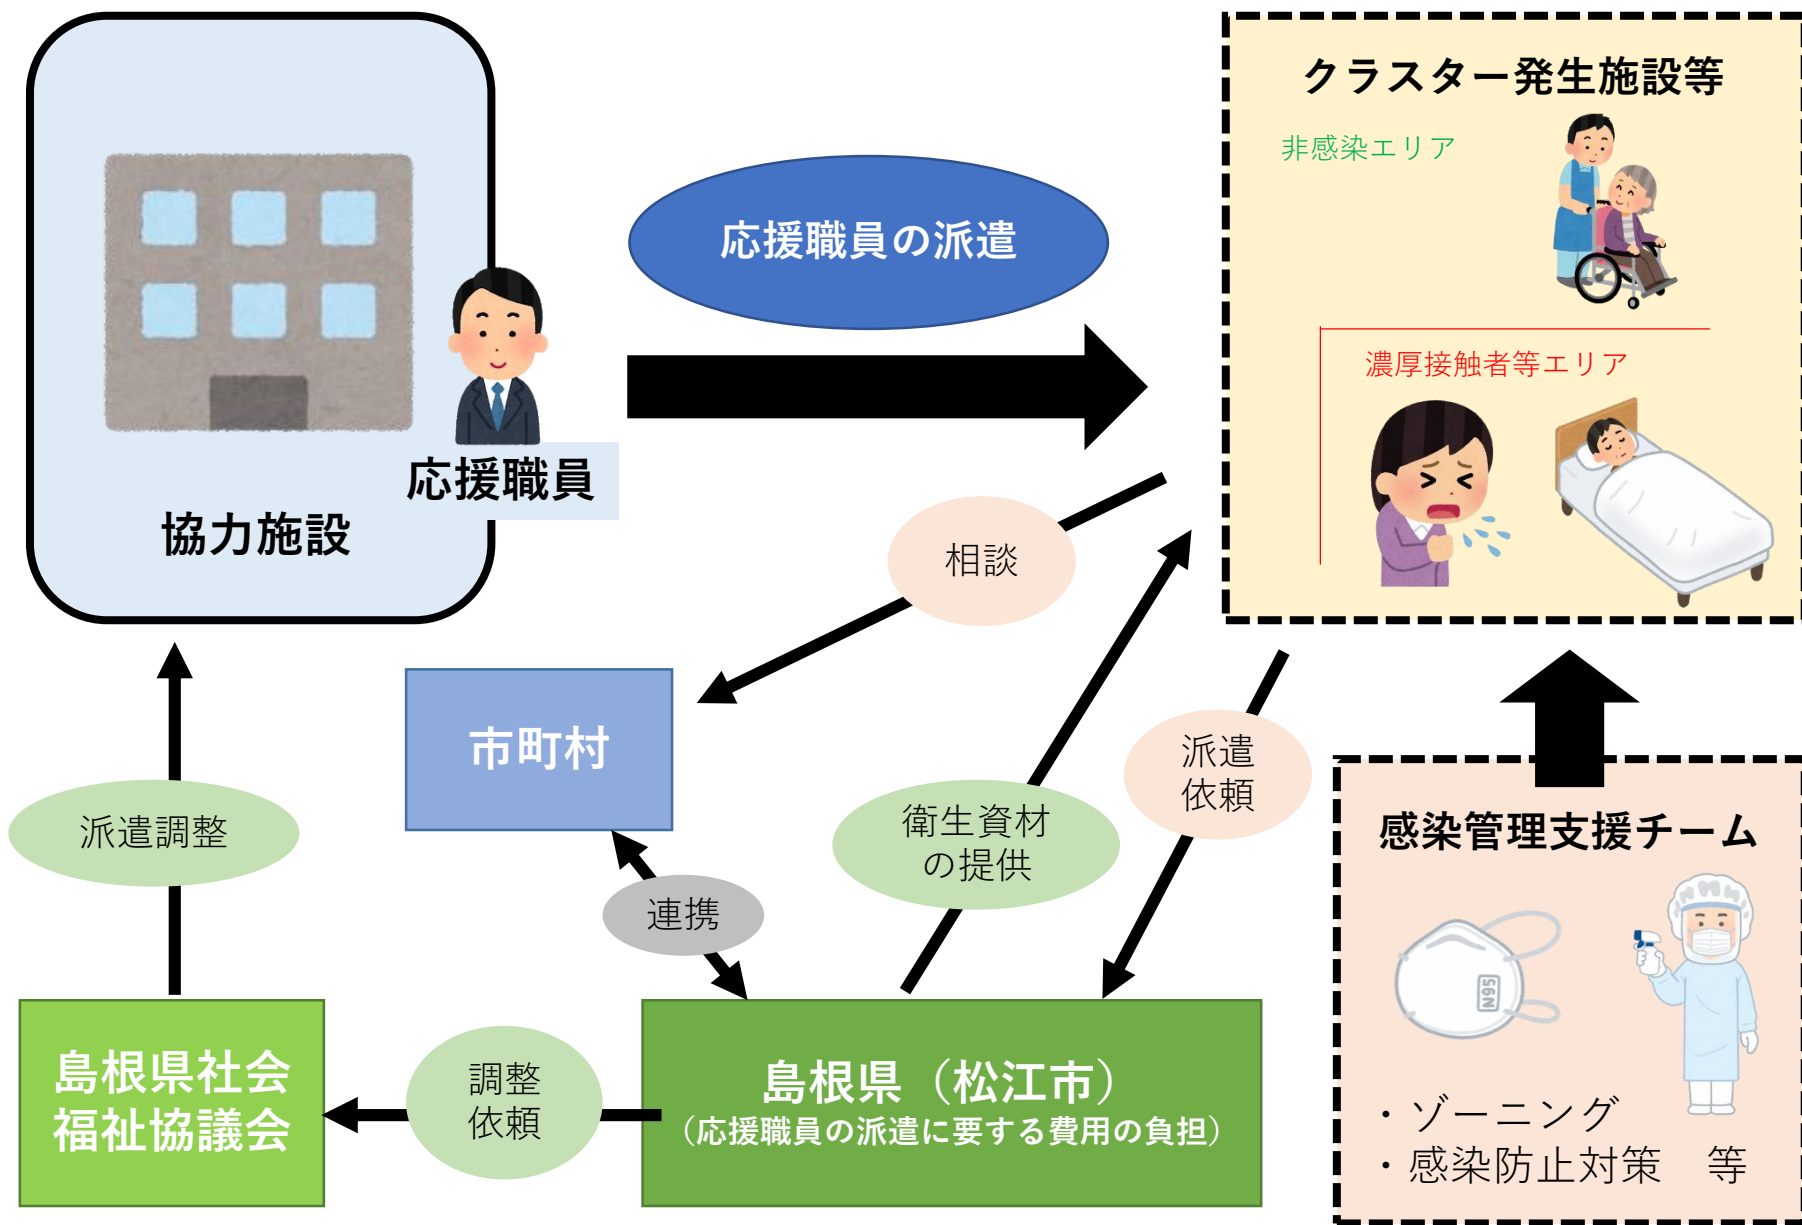 クラスター発生施設等
非感染エリア
応援職員の派遣
濃厚接触者等エリア
応援職員
協力施設
相談
市町村
派遣
依頼
派遣調整
衛生資材
の提供
連携
感染管理支援チーム
N95
島根県社会
福祉協議会
調整
依頼
島根県（松江市）
（応援職員の派遣に要する費用の負担）
・ゾーニング
・感染防止対策　等